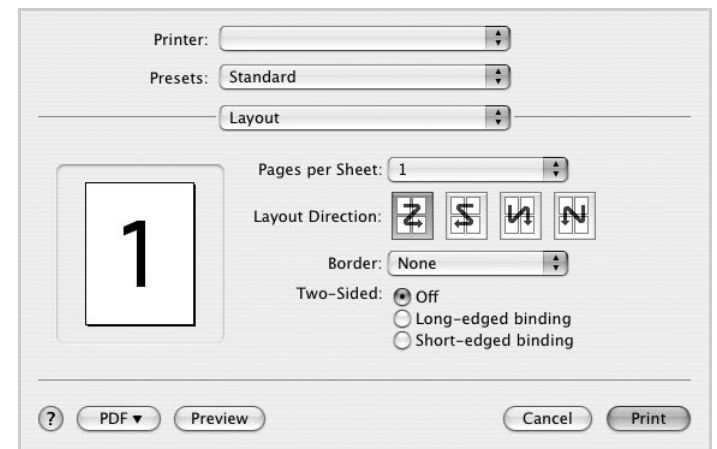 Printer:
Presets: Standard
Layout
Pages per Sheet: 1
Layout Direction:
1
Border: None
Two-Sided: Off
Long-edged binding
Short-edged binding
? PDF ▼ Preview Cancel Print